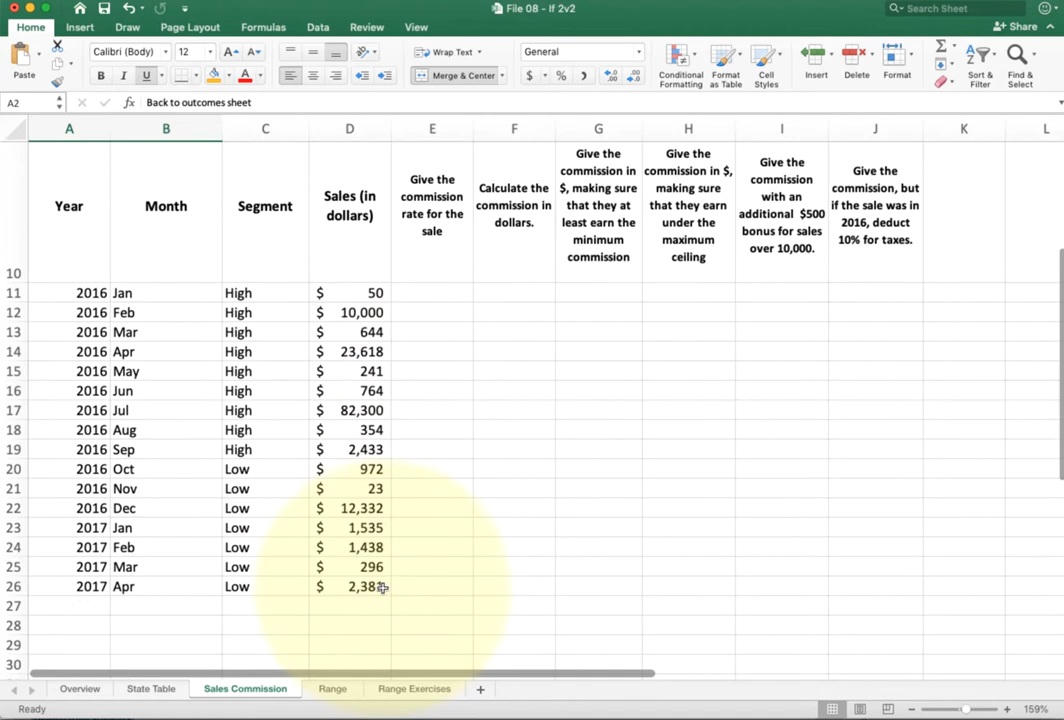 File 08 - If 2v2
Search Sheet
Home Insert Draw Page Layout Formulas Data Review View
Share
Paste
Calibri (Body) 12 A A
Wrap Text
General
B I U A
Merge & Center
$ % )
Conditional Formatting
Format as Table
Cell Styles
Insert
Delete
Format
Sort & Filter
Find & Select
A2 fx Back to outcomes sheet
A B C D E F G H I J K L
10 Year Month Segment
Sales (in dollars)
Give the commission rate for the sale
Calculate the commission in dollars.
Give the commission in $, making sure that they at least earn the minimum commission
Give the commission in $, making sure that they earn under the maximum ceiling
Give the commission with an additional $500 bonus for sales over 10,000.
Give the commission, but if the sale was in 2016, deduct 10% for taxes.
11 2016 Jan High $ 50
12 2016 Feb High $ 10,000
13 2016 Mar High $ 644
14 2016 Apr High $ 23,618
15 2016 May High $ 241
16 2016 Jun High $ 764
17 2016 Jul High $ 82,300
18 2016 Aug High $ 354
19 2016 Sep High $ 2,433
20 2016 Oct Low $ 972
21 2016 Nov Low $ 23
22 2016 Dec Low $ 12,332
23 2017 Jan Low $ 1,535
24 2017 Feb Low $ 1,438
25 2017 Mar Low $ 296
26 2017 Apr Low $
27
28
29
30
Overview State Table Sales Commission Range Range Exercises +
Ready
159%